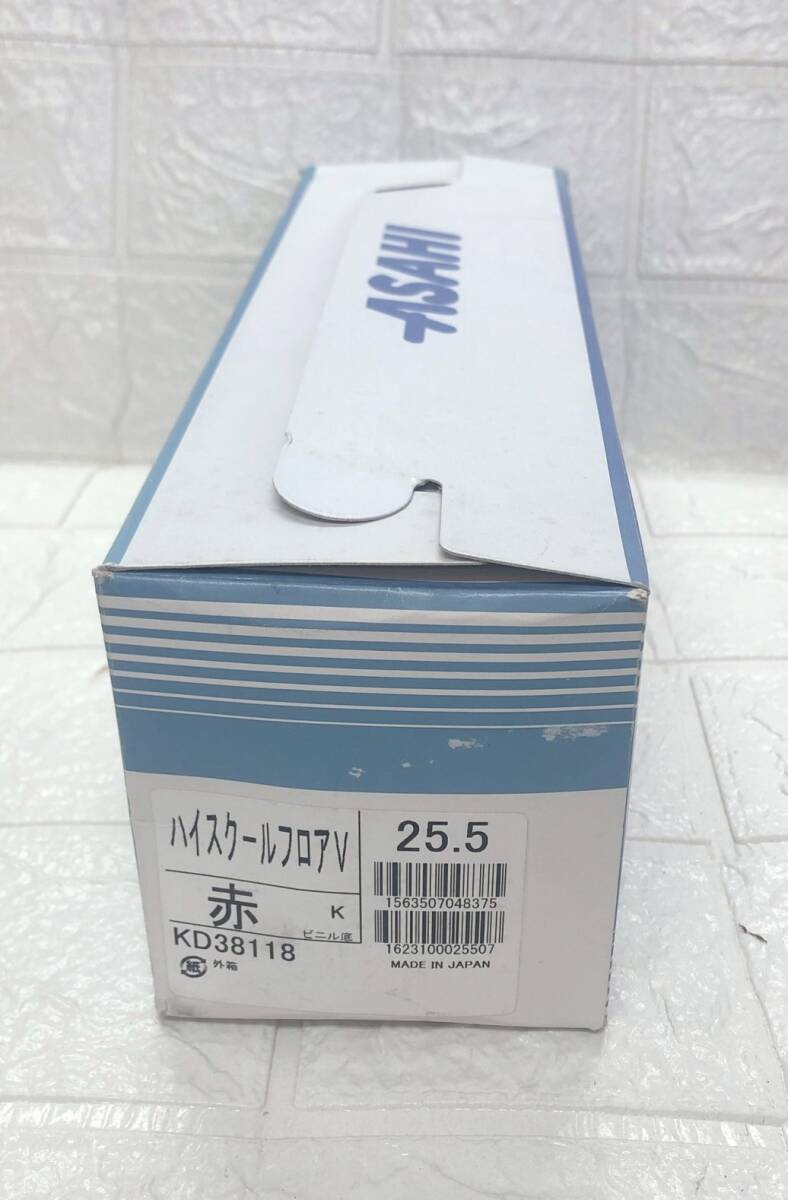 ASAHI
ハイスクールフロアV
赤
K
ビニル底
KD38118
紙 外箱
25.5
1563507048375
1623100025507
MADE IN JAPAN